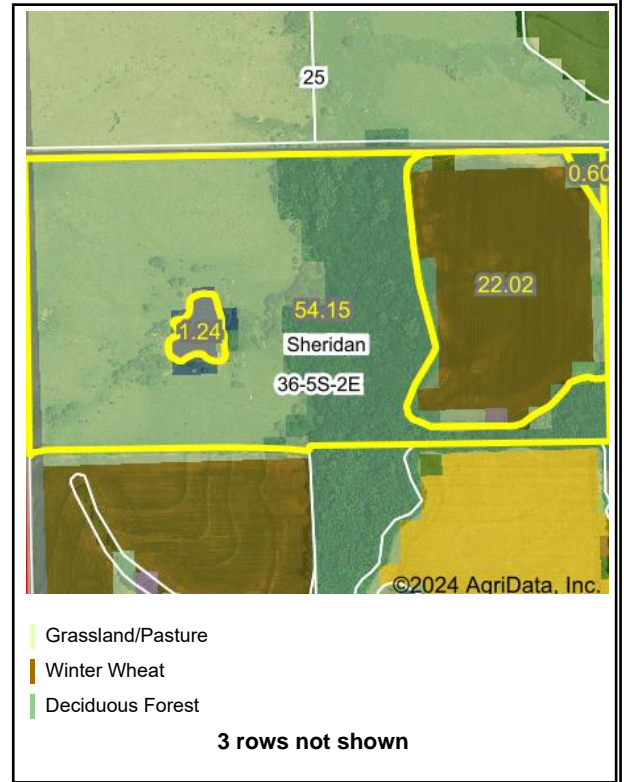 25
0.60
22.02
54.15
1.24
Sheridan
36-5S-2E
©2024 AgriData, Inc.
Grassland/Pasture
Winter Wheat
Deciduous Forest
3 rows not shown